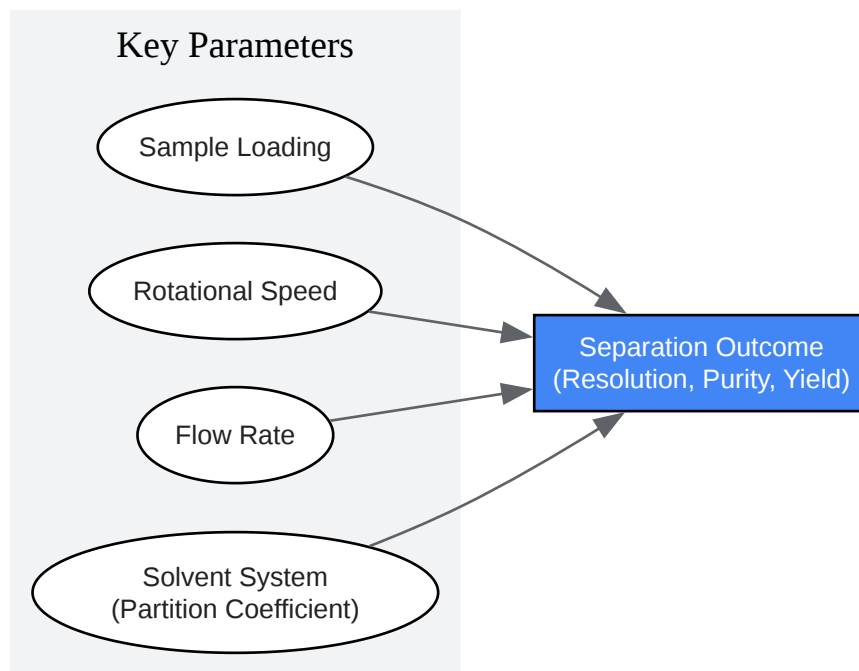 Key Parameters
Sample Loading
Rotational Speed
Flow Rate
Solvent System
(Partition Coefficient)
Separation Outcome
(Resolution, Purity, Yield)